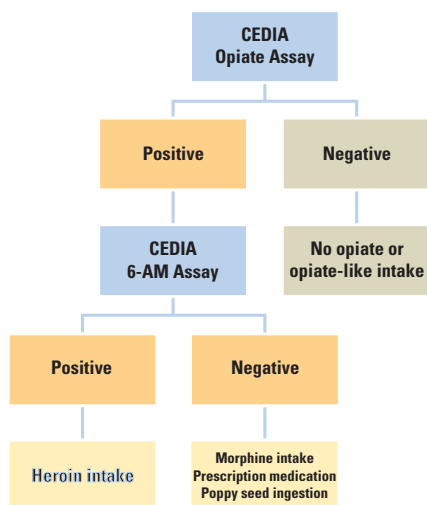 CEDIA
Opiate Assay
Positive
Negative
CEDIA
6-AM Assay
No opiate or
opiate-like intake
Positive
Negative
Heroin intake
Morphine intake
Prescription medication
Poppy seed ingestion